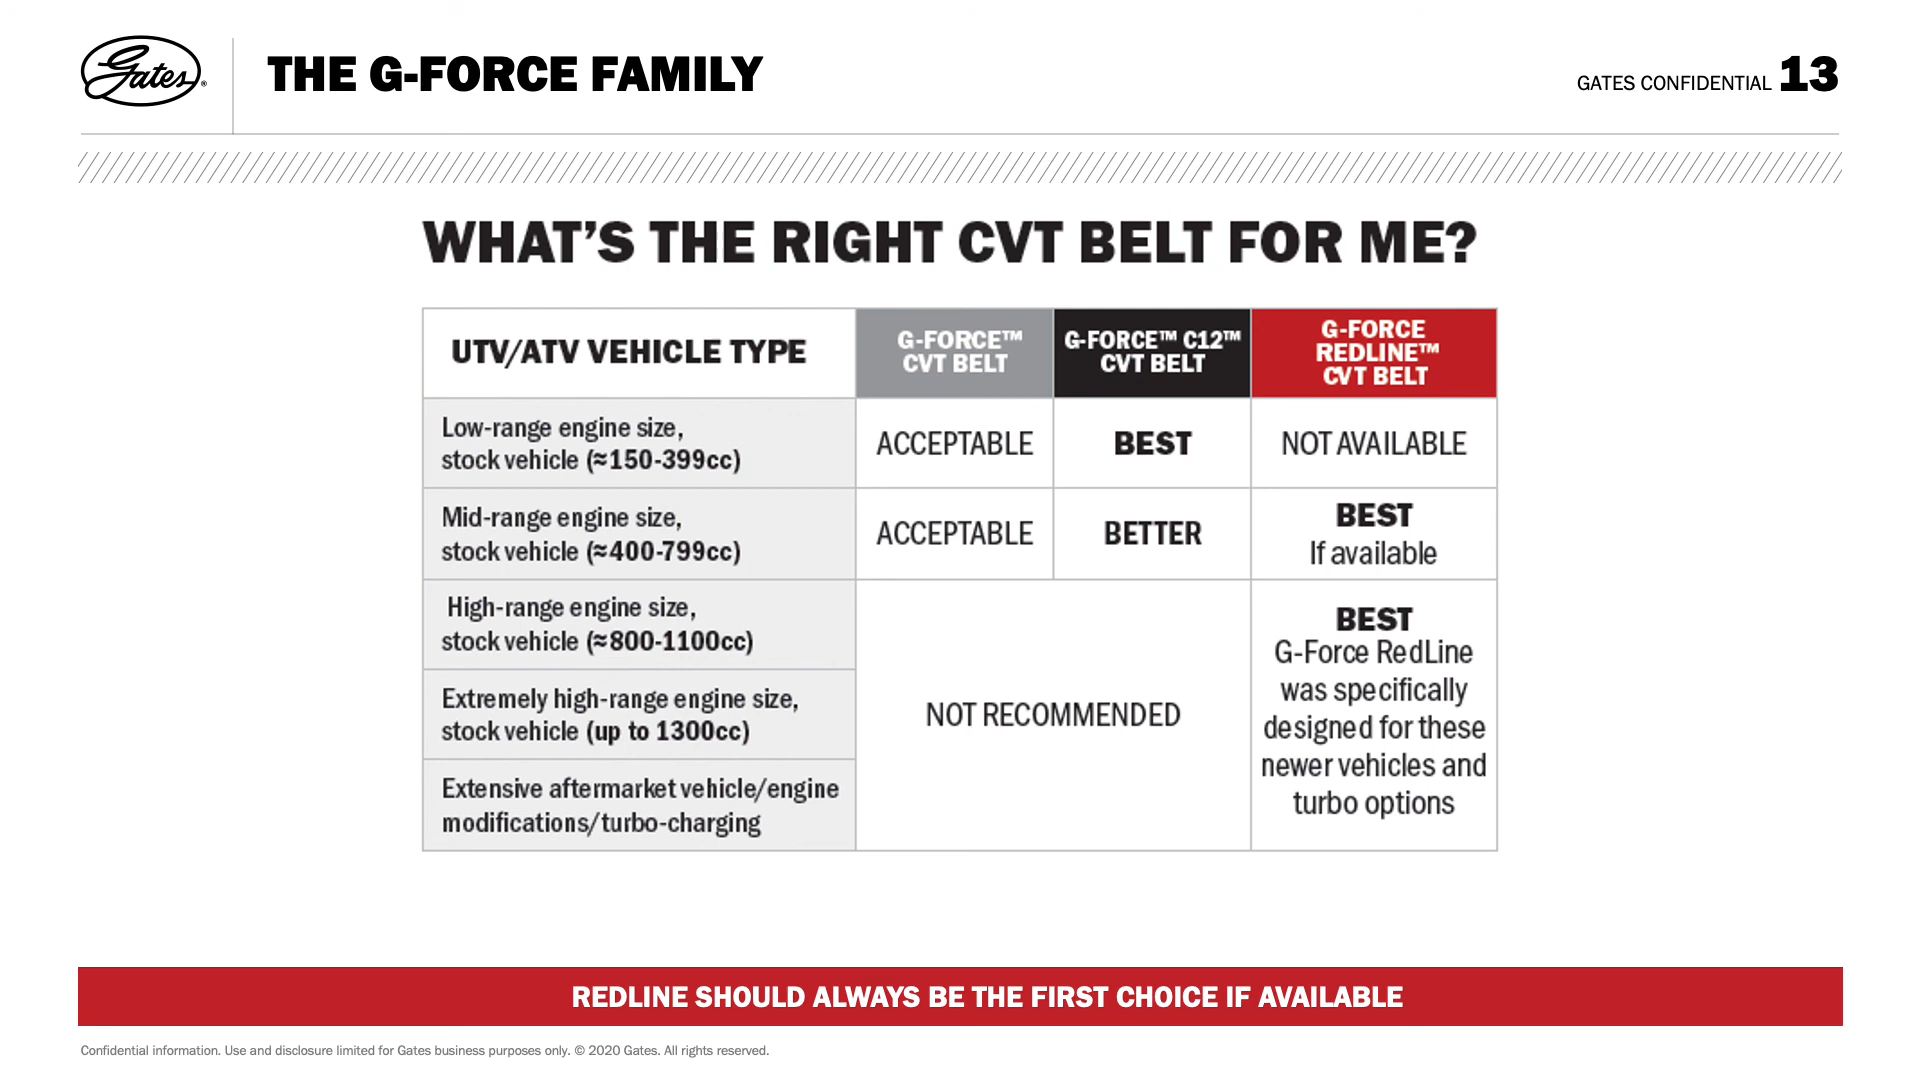 Gates®
THE G-FORCE FAMILY
GATES CONFIDENTIAL 13
WHAT'S THE RIGHT CVT BELT FOR ME?
UTV/ATV VEHICLE TYPE
G-FORCE™
CVT BELT
G-FORCE™ C12™
CVT BELT
G-FORCE
REDLINE™
CVT BELT
Low-range engine size,
stock vehicle (≈150-399cc)
ACCEPTABLE
BEST
NOT AVAILABLE
Mid-range engine size,
stock vehicle (≈400-799cc)
ACCEPTABLE
BETTER
BEST
If available
High-range engine size,
stock vehicle (≈800-1100cc)
Extremely high-range engine size,
stock vehicle (up to 1300cc)
Extensive aftermarket vehicle/engine
modifications/turbo-charging
NOT RECOMMENDED
BEST
G-Force RedLine
was specifically
designed for these
newer vehicles and
turbo options
REDLINE SHOULD ALWAYS BE THE FIRST CHOICE IF AVAILABLE
Confidential information. Use and disclosure limited for Gates business purposes only. © 2020 Gates. All rights reserved.